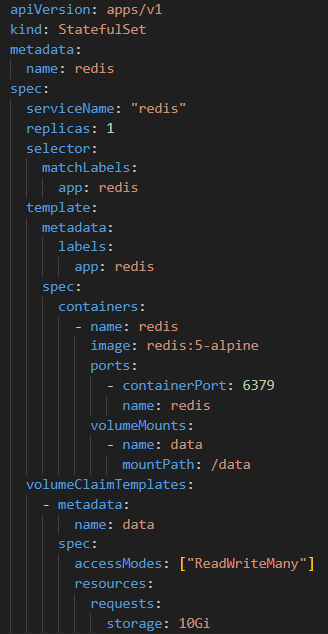 apiVersion: apps/v1
kind: StatefulSet
metadata:
  name: redis
spec:
  serviceName: "redis"
  replicas: 1
  selector:
    matchLabels:
      app: redis
  template:
    metadata:
      labels:
        app: redis
    spec:
      containers:
        - name: redis
          image: redis:5-alpine
          ports:
            - containerPort: 6379
              name: redis
          volumeMounts:
            - name: data
              mountPath: /data
  volumeClaimTemplates:
    - metadata:
        name: data
      spec:
        accessModes: ["ReadWriteMany"]
        resources:
          requests:
            storage: 10Gi